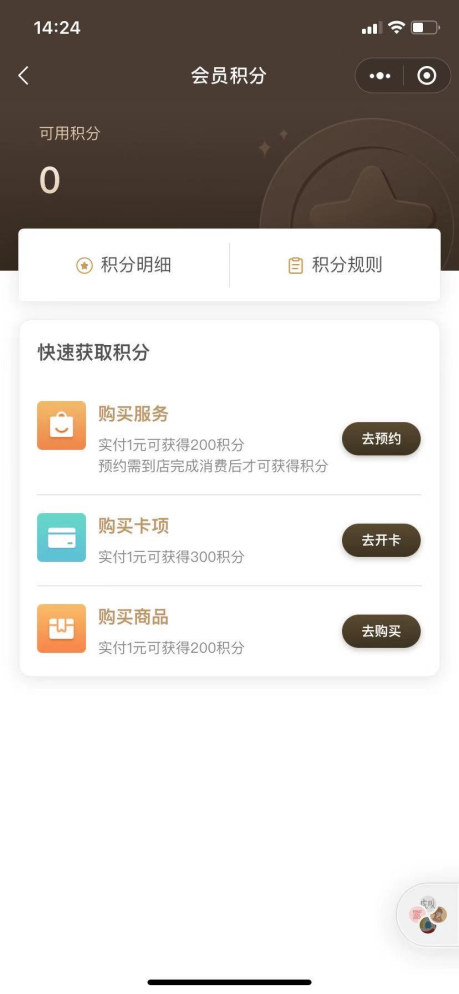 14:24
会员积分
可用积分
0
积分明细
积分规则
快速获取积分
购买服务
实付1元可获得200积分
预约需到店完成消费后才可获得积分
去预约
购买卡项
实付1元可获得300积分
去开卡
购买商品
实付1元可获得200积分
去购买